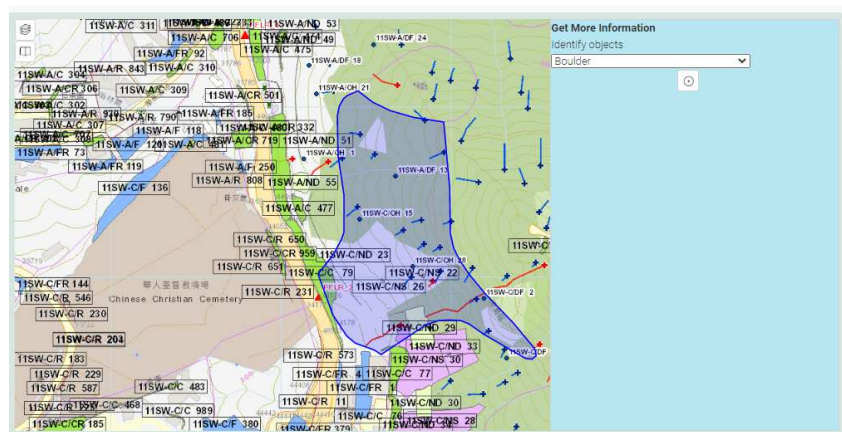 Get More Information
Identify objects
Boulder
11SW-A/C 311
11SW-A/ND 53
11SW-A/C 706
11SW-A/C 475
11SW-A/DF 24
11SW-A/FR 92
11SW-A/DF 18
11SW-A/R 843
11SW-A/C 310
11SW-A/C 304
11SW-A/CR 306
11SW-A/C 309
11SW-A/CR 501
11SW-A/OH 21
11SW-A/C 307
11SW-A/R 790
11SW-A/FR 185
11SW-A/F 118
11SW-A/CR 719
11SW-A/ND 51
11SW-A/FR 73
11SW-A/OH 1
11SW-A/FR 119
11SW-A/F 250
11SW-A/DF 13
11SW-C/F 136
11SW-A/R 808
11SW-A/ND 55
11SW-A/C 477
11SW-C/OH 15
11SW-C/R 650
11SW-C/CR 959
11SW-C/ND 23
11SW-C/R 651
11SW-C/C 79
11SW-C/OH 28
11SW-C/NS 22
11SW-C/FR 144
華人基督教墳場
Chinese Christian Cemetery
11SW-C/R 231
11SW-C/NS 26
11SW-C/DF 2
11SW-C/R 546
11SW-C/R 230
11SW-C/ND 29
11SW-C/R 204
11SW-C/ND 33
11SW-C/R 183
11SW-C/R 573
11SW-C/NS 30
11SW-C/DF
11SW-C/R 229
11SW-C/FR 4
11SW-C/C 77
11SW-C/R 587
11SW-C/C 483
11SW-C/FR 1
11SW-C/C 468
11SW-C/C 989
11SW-C/R 11
11SW-C/ND 30
11SW-C/CR 185
11SW-C/F 380
11SW-C/FR 379
11SW-C/C 76
11SW-C/NS 28